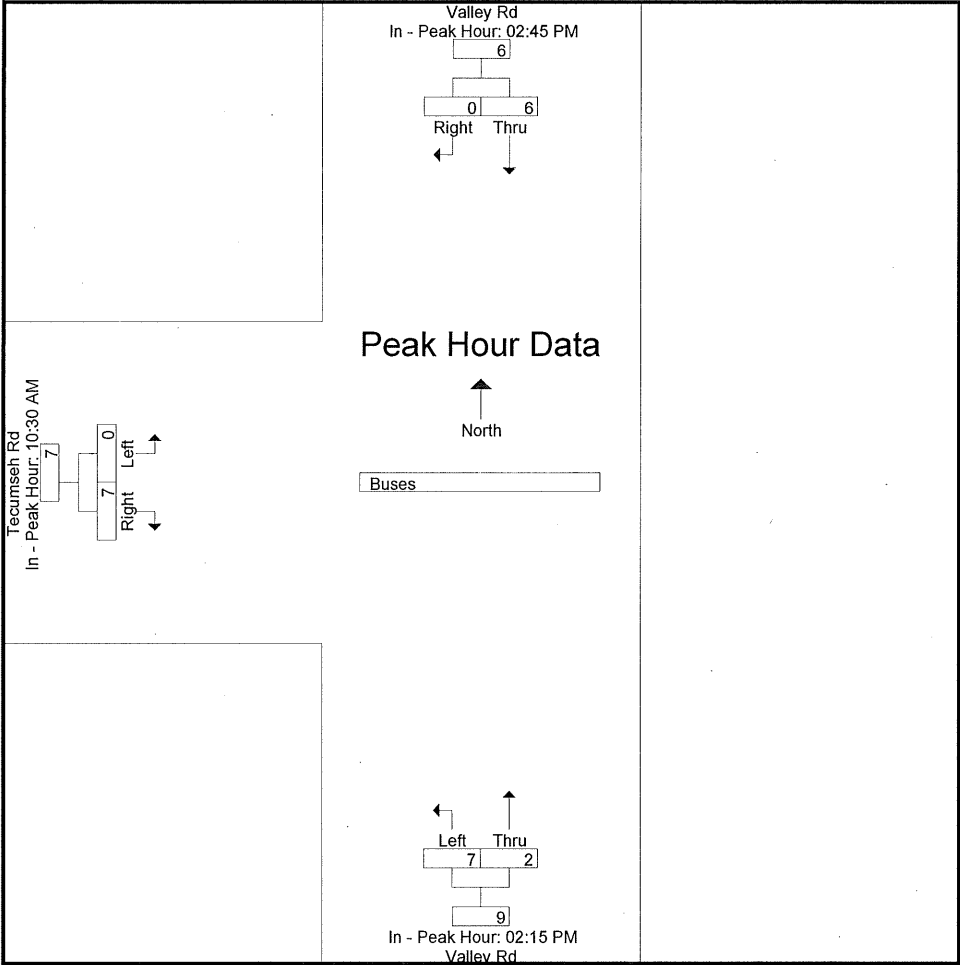 Valley Rd
In - Peak Hour: 02:45 PM
6
0 6
Right Thru
Peak Hour Data
North
Buses
Tecumseh Rd
In - Peak Hour: 10:30 AM
7
7 0
Right Left
Left Thru
7 2
9
In - Peak Hour: 02:15 PM
Valley Rd